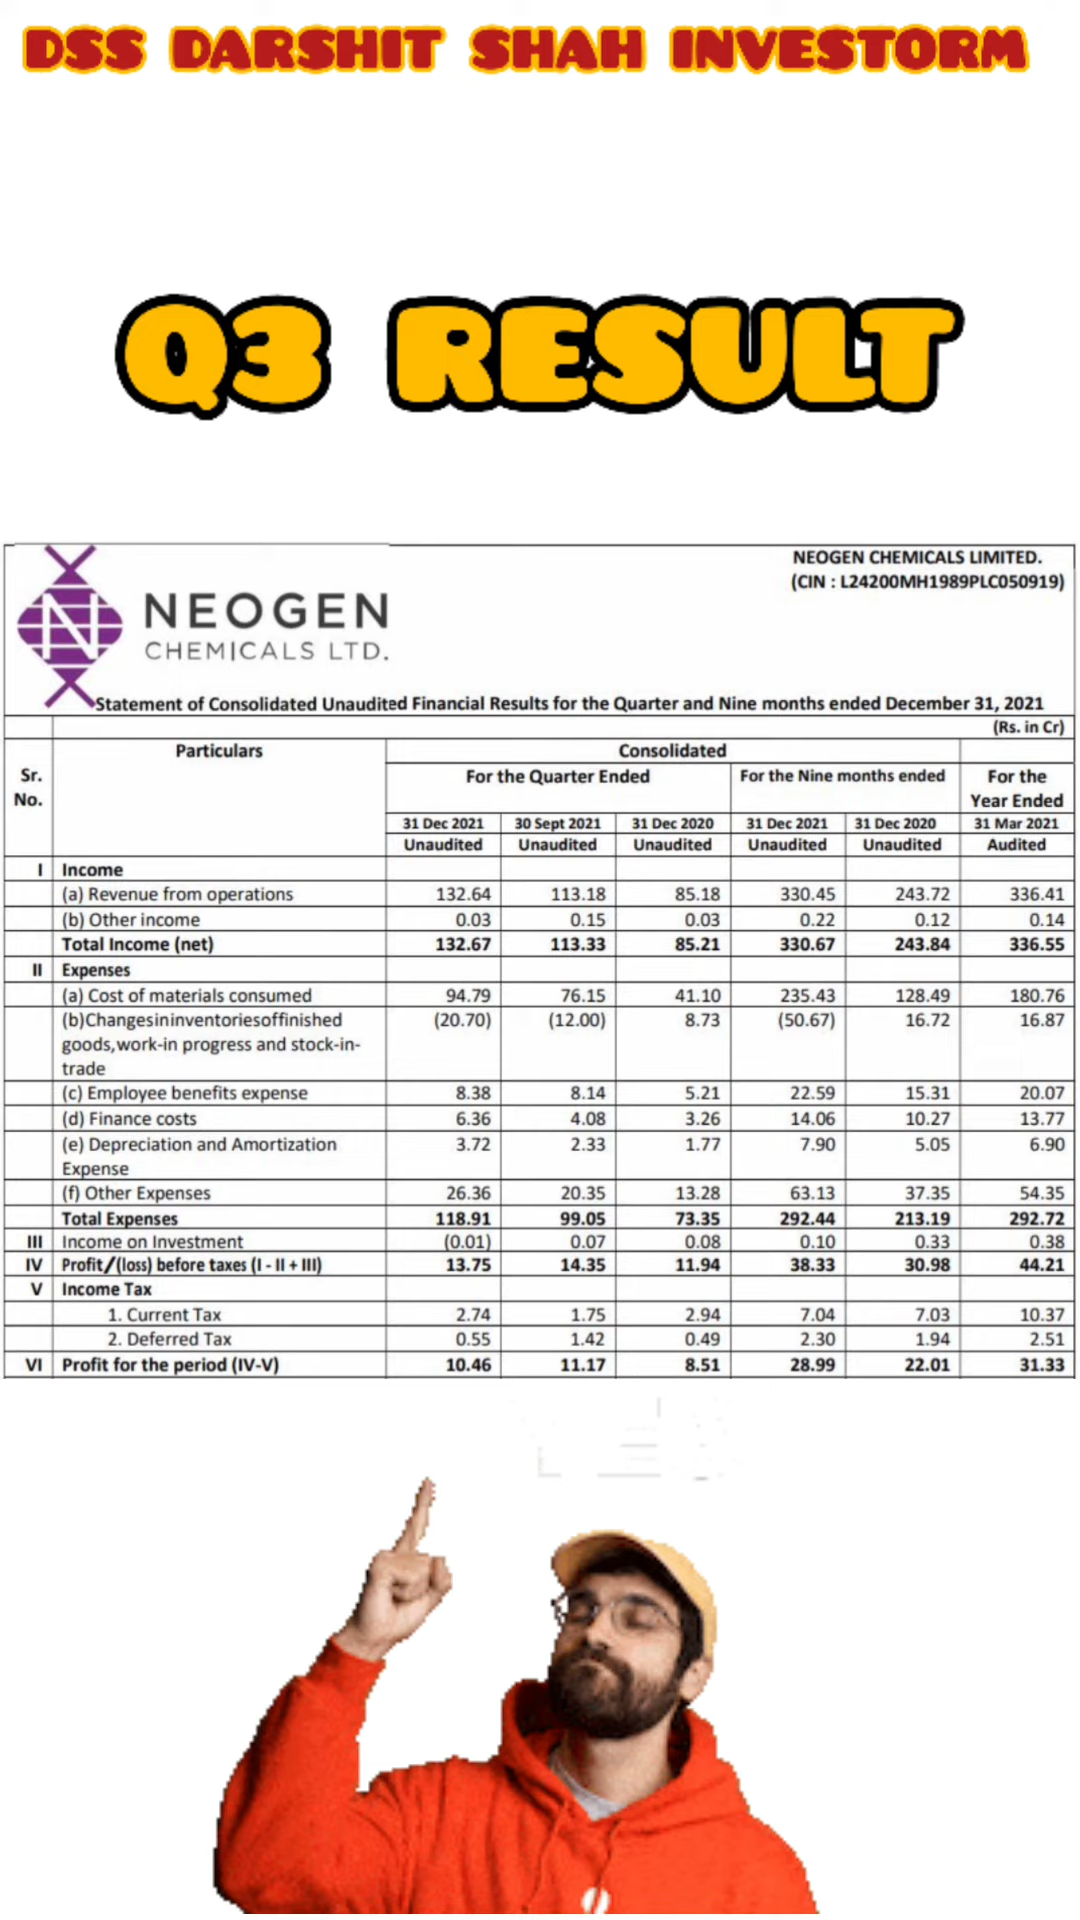 DSS DARSHIT SHAH INVESTORM
Q3 RESULT
NEOGEN CHEMICALS LIMITED.
(CIN : L24200MH1989PLC050919)
NEOGEN
CHEMICALS LTD.
Statement of Consolidated Unaudited Financial Results for the Quarter and Nine months ended December 31, 2021
(Rs. in Cr)
Sr. No. Particulars Consolidated
For the Quarter Ended For the Nine months ended For the Year Ended
31 Dec 2021 30 Sept 2021 31 Dec 2020 31 Dec 2021 31 Dec 2020 31 Mar 2021
Unaudited Unaudited Unaudited Unaudited Unaudited Audited
I Income
(a) Revenue from operations 132.64 113.18 85.18 330.45 243.72 336.41
(b) Other income 0.03 0.15 0.03 0.22 0.12 0.14
Total Income (net) 132.67 113.33 85.21 330.67 243.84 336.55
II Expenses
(a) Cost of materials consumed 94.79 76.15 41.10 235.43 128.49 180.76
(b)Changesininventoriesoffinished (20.70) (12.00) 8.73 (50.67) 16.72 16.87
goods,work-in progress and stock-in-
trade
(c) Employee benefits expense 8.38 8.14 5.21 22.59 15.31 20.07
(d) Finance costs 6.36 4.08 3.26 14.06 10.27 13.77
(e) Depreciation and Amortization 3.72 2.33 1.77 7.90 5.05 6.90
Expense
(f) Other Expenses 26.36 20.35 13.28 63.13 37.35 54.35
Total Expenses 118.91 99.05 73.35 292.44 213.19 292.72
III Income on Investment (0.01) 0.07 0.08 0.10 0.33 0.38
IV Profit/(loss) before taxes (I - II + III) 13.75 14.35 11.94 38.33 30.98 44.21
V Income Tax
1. Current Tax 2.74 1.75 2.94 7.04 7.03 10.37
2. Deferred Tax 0.55 1.42 0.49 2.30 1.94 2.51
VI Profit for the period (IV-V) 10.46 11.17 8.51 28.99 22.01 31.33